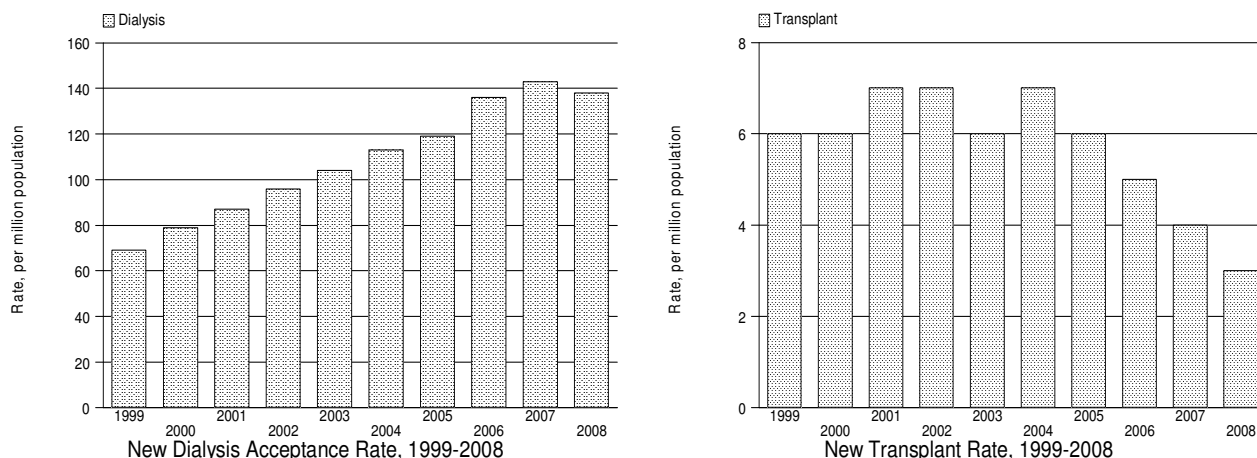 Dialysis
160
140
120
100
80
60
40
20
0
Rate, per million population
1999 2000 2001 2002 2003 2004 2005 2006 2007 2008
New Dialysis Acceptance Rate, 1999-2008
Transplant
8
6
4
2
0
Rate, per million population
1999 2000 2001 2002 2003 2004 2005 2006 2007 2008
New Transplant Rate, 1999-2008